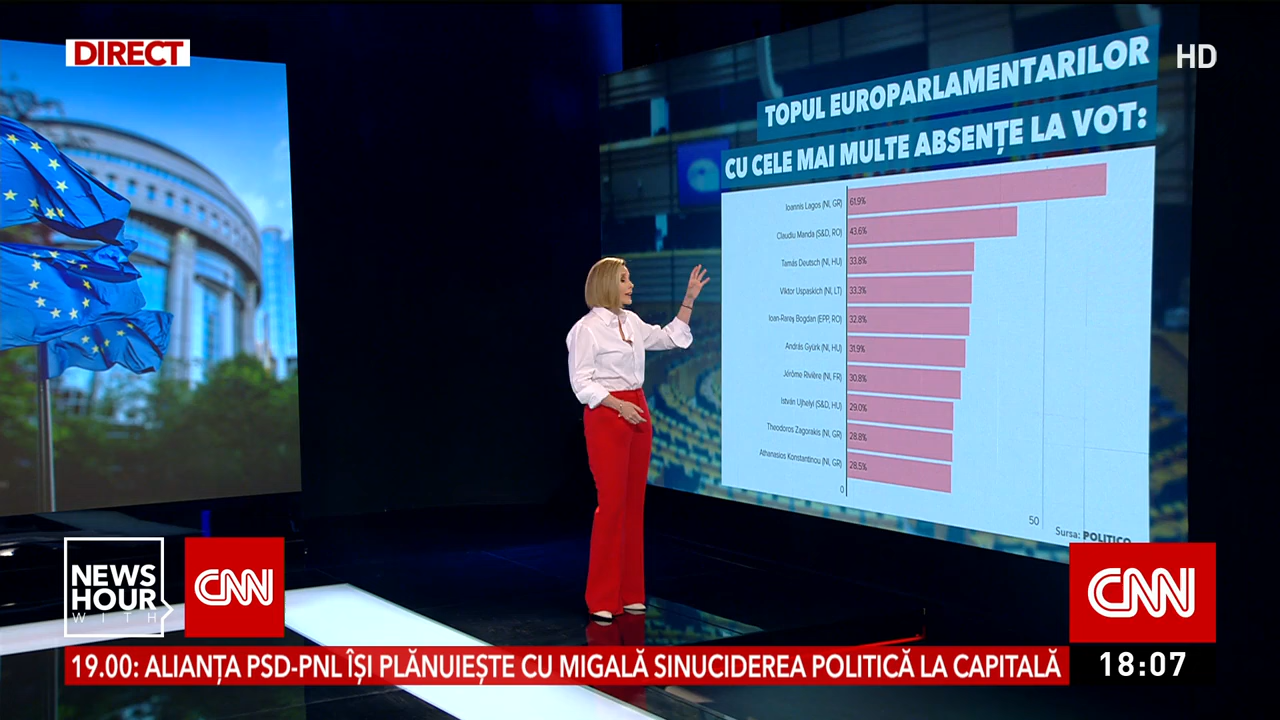 DIRECT
HD
TOPUL EUROPARLAMENTARILOR
CU CELE MAI MULTE ABSENȚE LA VOT:
Ioannis Lagos (NI, GR) 61.9%
Claudiu Manda (S&D, RO) 43.6%
Tamás Deutsch (NI, HU) 33.8%
Viktor Uspaskich (NI, LT) 33.3%
Ioan-Rareş Bogdan (EPP, RO) 32.8%
András Gyürk (NI, HU) 31.9%
Jérôme Rivière (NI, FR) 30.8%
István Ujhelyi (S&D, HU) 29.0%
Theodoros Zagorakis (NI, GR) 28.8%
Athanasios Konstantinou (NI, GR) 28.5%
0
50
Sursa: POLITICO
NEWS
HOUR
WITH
CNN
CNN
19.00: ALIANȚA PSD-PNL ÎȘI PLĂNUIEȘTE CU MIGALĂ SINUCIDEREA POLITICĂ LA CAPITALĂ
18:07